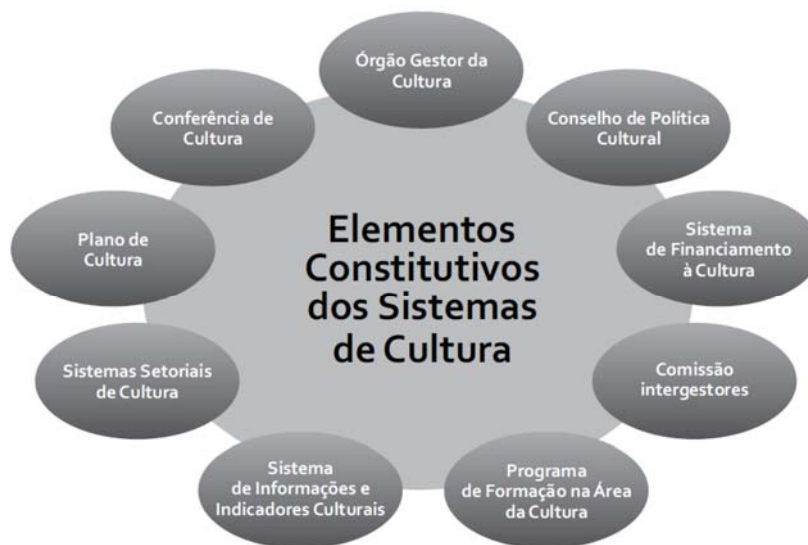 Órgão Gestor da
Cultura
Conferência de
Cultura
Conselho de Política
Cultural
Plano de
Cultura
Elementos
Constitutivos
dos Sistemas
de Cultura
Sistema
de Financiamento
à Cultura
Sistemas Setoriais
de Cultura
Comissão
intergestores
Sistema
de Informações e
Indicadores Culturais
Programa
de Formação na Área
da Cultura